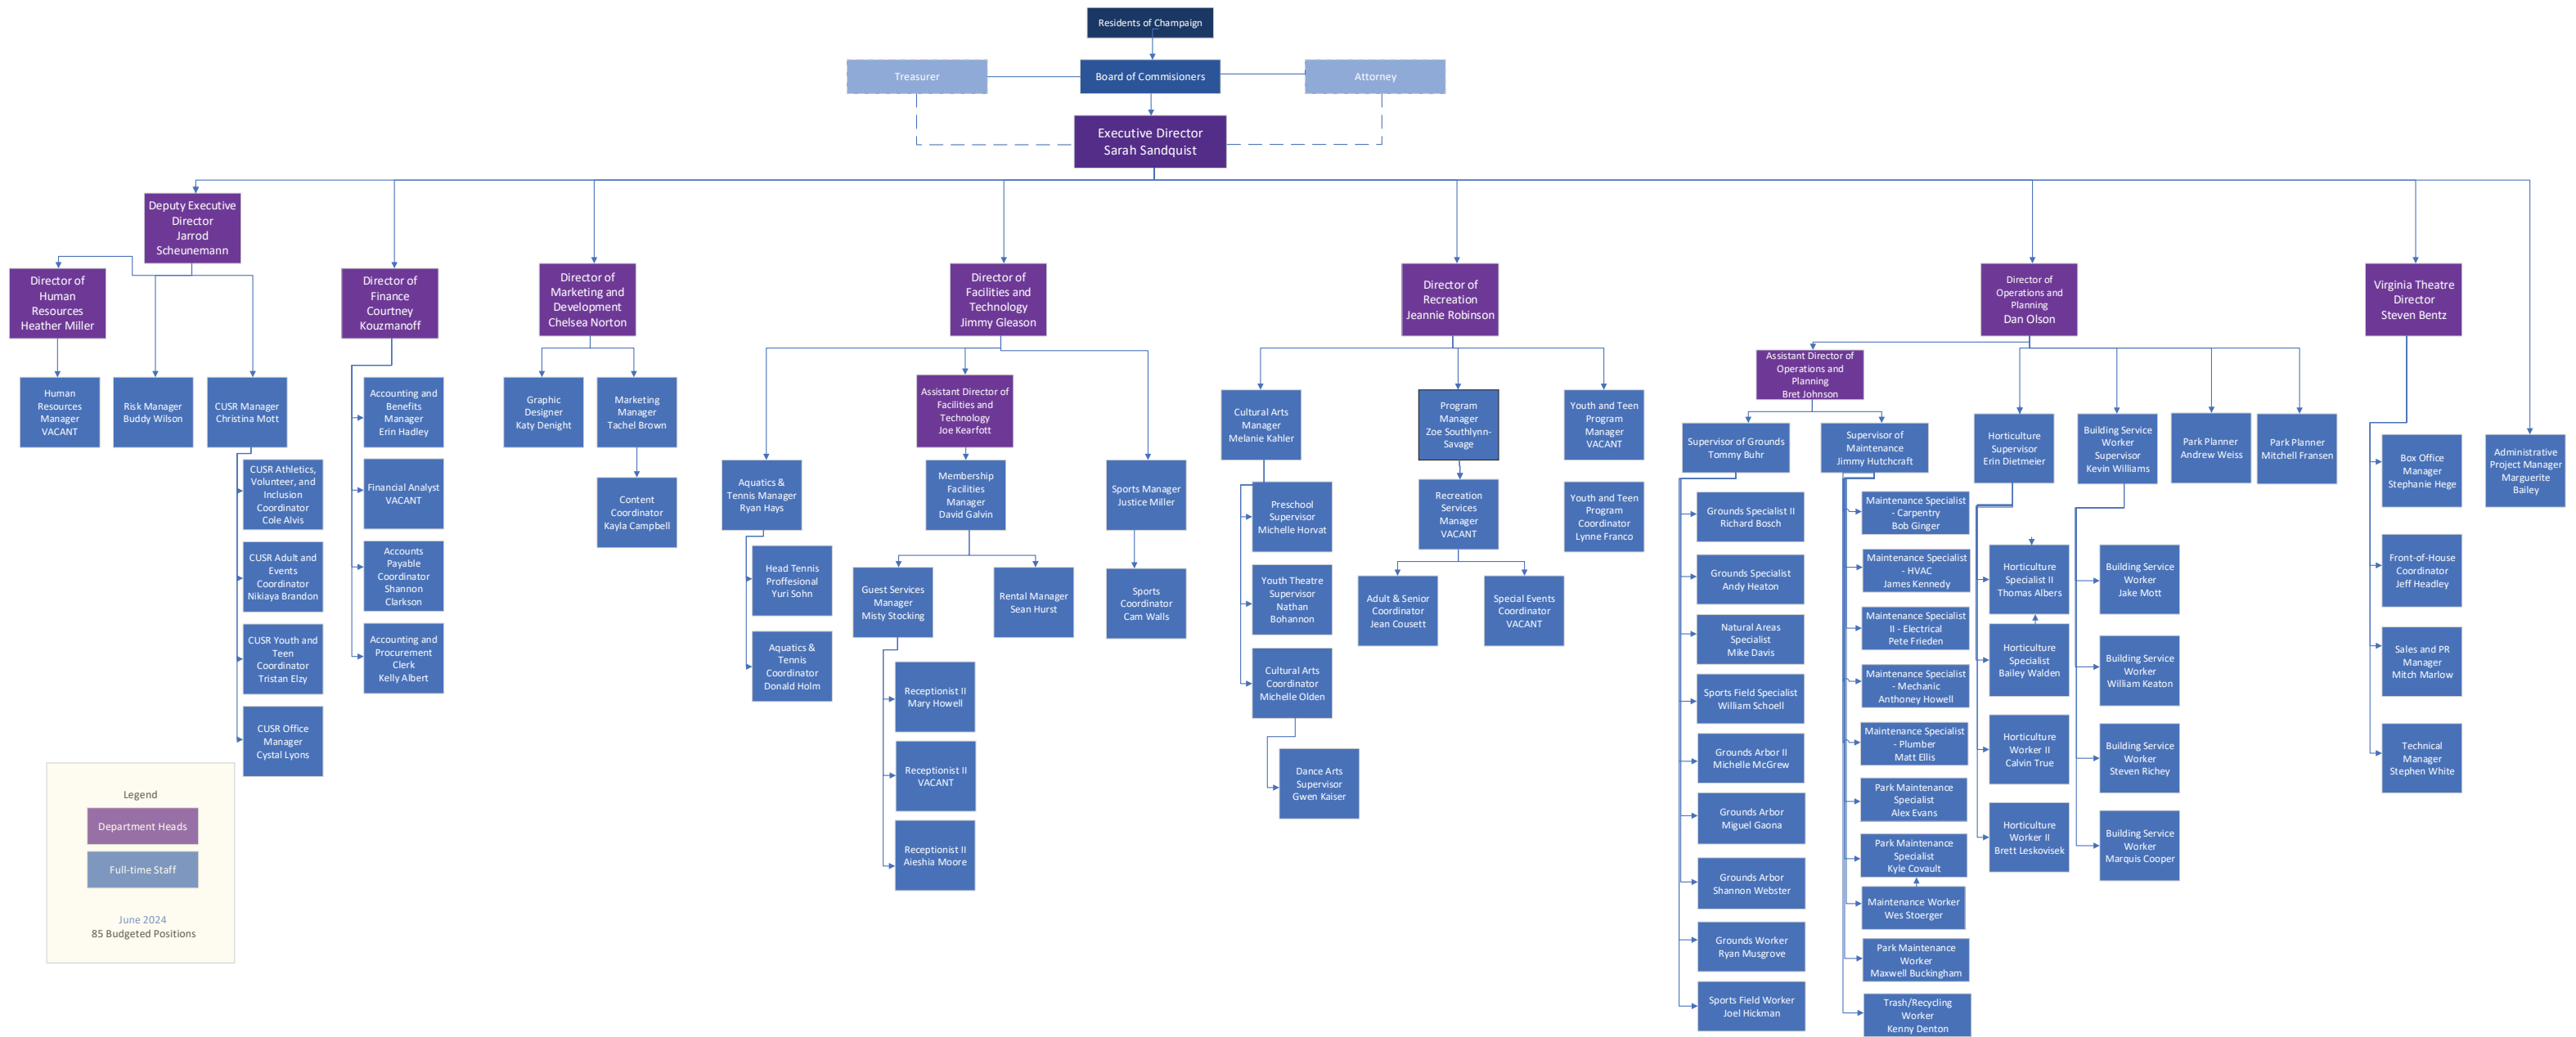 Residents of Champaign
Treasurer
Board of Commisioners
Attorney
Executive Director
Sarah Sandquist
Deputy Executive
Director
Jarrod
Scheunemann
Director of
Human
Resources
Heather Miller
Director of
Finance
Courtney
Kouzmanoff
Director of
Marketing and
Development
Chelsea Norton
Director of
Facilities and
Technology
Jimmy Gleason
Director of
Recreation
Jeannie Robinson
Director of
Operations and
Planning
Dan Olson
Virginia Theatre
Director
Steven Bentz
Human
Resources
Manager
VACANT
Risk Manager
Buddy Wilson
CUSR Manager
Christina Mott
CUSR Athletics,
Volunteer, and
Inclusion
Coordinator
Cole Alvis
CUSR Adult and
Events
Coordinator
Nikiaya Brandon
CUSR Youth and
Teen
Coordinator
Tristan Elzy
CUSR Office
Manager
Cystal Lyons
Accounting and
Benefits
Manager
Erin Hadley
Financial Analyst
VACANT
Accounts
Payable
Coordinator
Shannon
Clarkson
Accounting and
Procurement
Clerk
Kelly Albert
Graphic
Designer
Katy Denight
Marketing
Manager
Tachel Brown
Content
Coordinator
Kayla Campbell
Aquatics &
Tennis Manager
Ryan Hays
Head Tennis
Proffesional
Yuri Sohn
Aquatics &
Tennis
Coordinator
Donald Holm
Assistant Director of
Facilities and
Technology
Joe Kearfott
Membership
Facilities
Manager
David Galvin
Guest Services
Manager
Misty Stocking
Rental Manager
Sean Hurst
Receptionist II
Mary Howell
Receptionist II
VACANT
Receptionist II
Aieshia Moore
Sports Manager
Justice Miller
Sports
Coordinator
Cam Walls
Cultural Arts
Manager
Melanie Kahler
Preschool
Supervisor
Michelle Horvat
Youth Theatre
Supervisor
Nathan
Bohannon
Cultural Arts
Coordinator
Michelle Olden
Dance Arts
Supervisor
Gwen Kaiser
Program
Manager
Zoe Southlynn-
Savage
Recreation
Services
Manager
VACANT
Adult & Senior
Coordinator
Jean Cousett
Special Events
Coordinator
VACANT
Youth and Teen
Program
Manager
VACANT
Youth and Teen
Program
Coordinator
Lynne Franco
Assistant Director of
Operations and
Planning
Bret Johnson
Supervisor of Grounds
Tommy Buhr
Grounds Specialist II
Richard Bosch
Grounds Specialist
Andy Heaton
Natural Areas
Specialist
Mike Davis
Sports Field Specialist
William Schoell
Grounds Arbor II
Michelle McGrew
Grounds Arbor
Miguel Gaona
Grounds Arbor
Shannon Webster
Grounds Worker
Ryan Musgrove
Sports Field Worker
Joel Hickman
Supervisor of
Maintenance
Jimmy Hutchcraft
Maintenance Specialist
- Carpentry
Bob Ginger
Maintenance Specialist
- HVAC
James Kennedy
Maintenance Specialist
II - Electrical
Pete Frieden
Maintenance Specialist
- Mechanic
Anthoney Howell
Maintenance Specialist
- Plumber
Matt Ellis
Park Maintenance
Specialist
Alex Evans
Park Maintenance
Specialist
Kyle Covault
Maintenance Worker
Wes Stoerger
Park Maintenance
Worker
Maxwell Buckingham
Trash/Recycling
Worker
Kenny Denton
Horticulture
Supervisor
Erin Dietmeier
Horticulture
Specialist II
Thomas Albers
Horticulture
Specialist
Bailey Walden
Horticulture
Worker II
Calvin True
Horticulture
Worker II
Brett Leskovisek
Building Service
Worker
Supervisor
Kevin Williams
Building Service
Worker
Jake Mott
Building Service
Worker
William Keaton
Building Service
Worker
Steven Richey
Building Service
Worker
Marquis Cooper
Park Planner
Andrew Weiss
Park Planner
Mitchell Fransen
Box Office
Manager
Stephanie Hege
Front-of-House
Coordinator
Jeff Headley
Sales and PR
Manager
Mitch Marlow
Technical
Manager
Stephen White
Administrative
Project Manager
Marguerite
Bailey
Legend
Department Heads
Full-time Staff
June 2024
85 Budgeted Positions